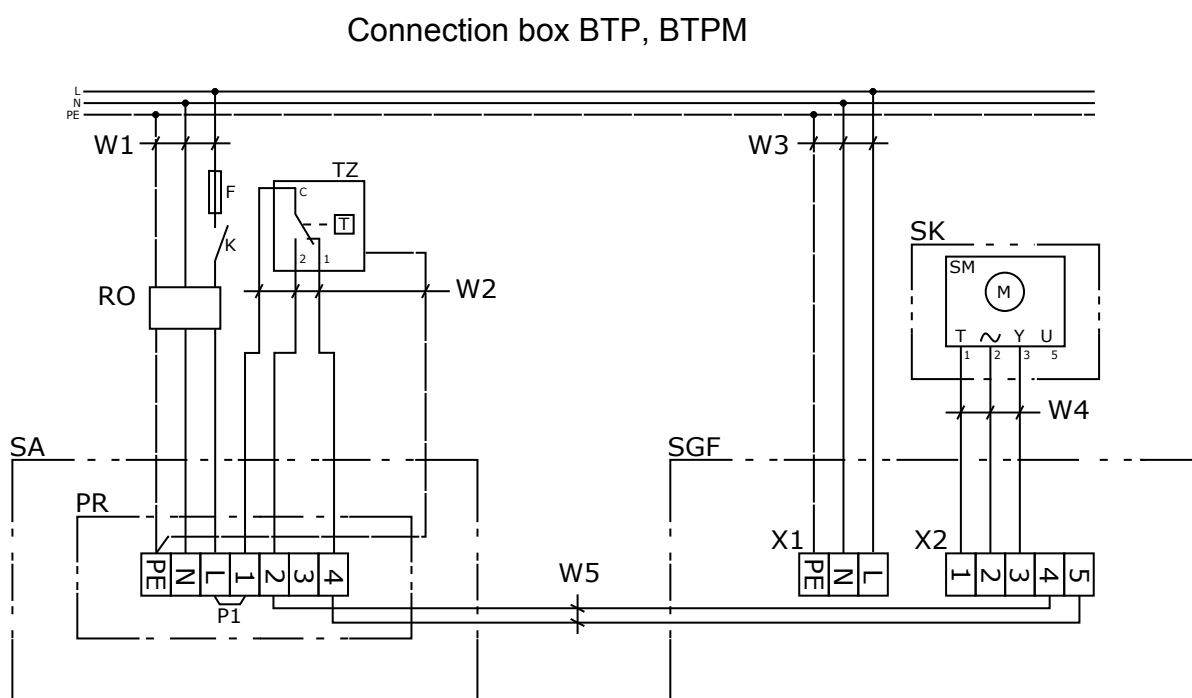 Connection box BTP, BTPM
L
N
PE
W1
W3
TZ
C
F
T
K
2 1
W2
RO
SK
SM
M
T ~ Y U
1 2 3 5
W4
SA
SGF
PR
X1
X2
PE N L 1 2 3 4
PE N L
1 2 3 4 5
W5
P1